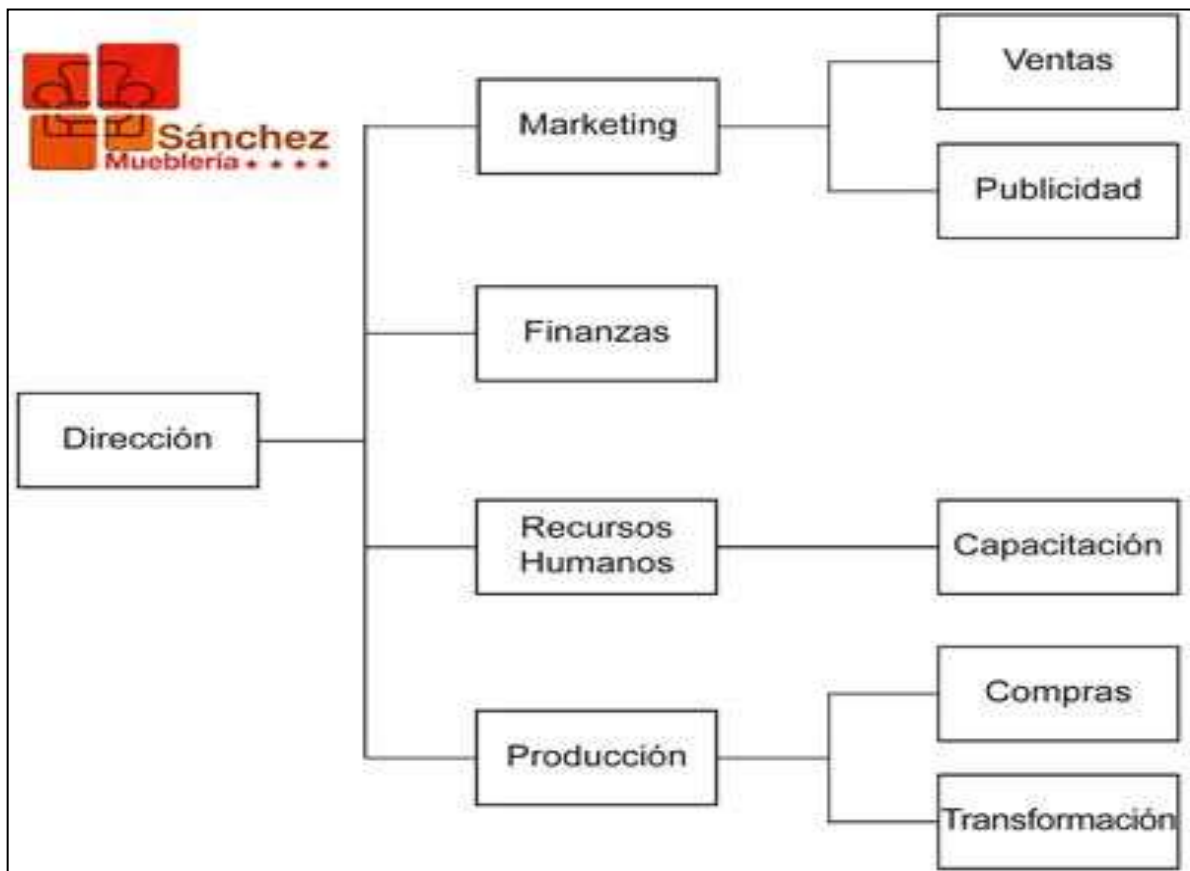 Sánchez
Mueblería
Ventas
Marketing
Publicidad
Finanzas
Dirección
Recursos
Humanos
Capacitación
Compras
Producción
Transformación